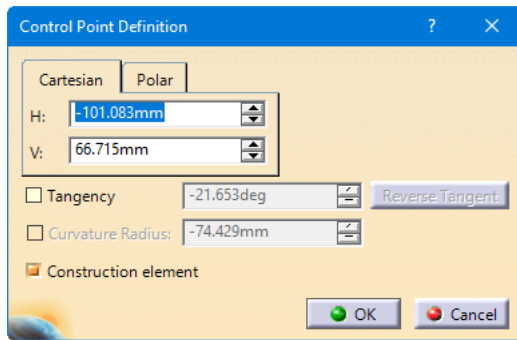 Control Point Definition ? ×
Cartesian Polar
H: -101.083mm
V: 66.715mm
Tangency -21.653deg Reverse Tangent
Curvature Radius: -74.429mm
Construction element
OK Cancel